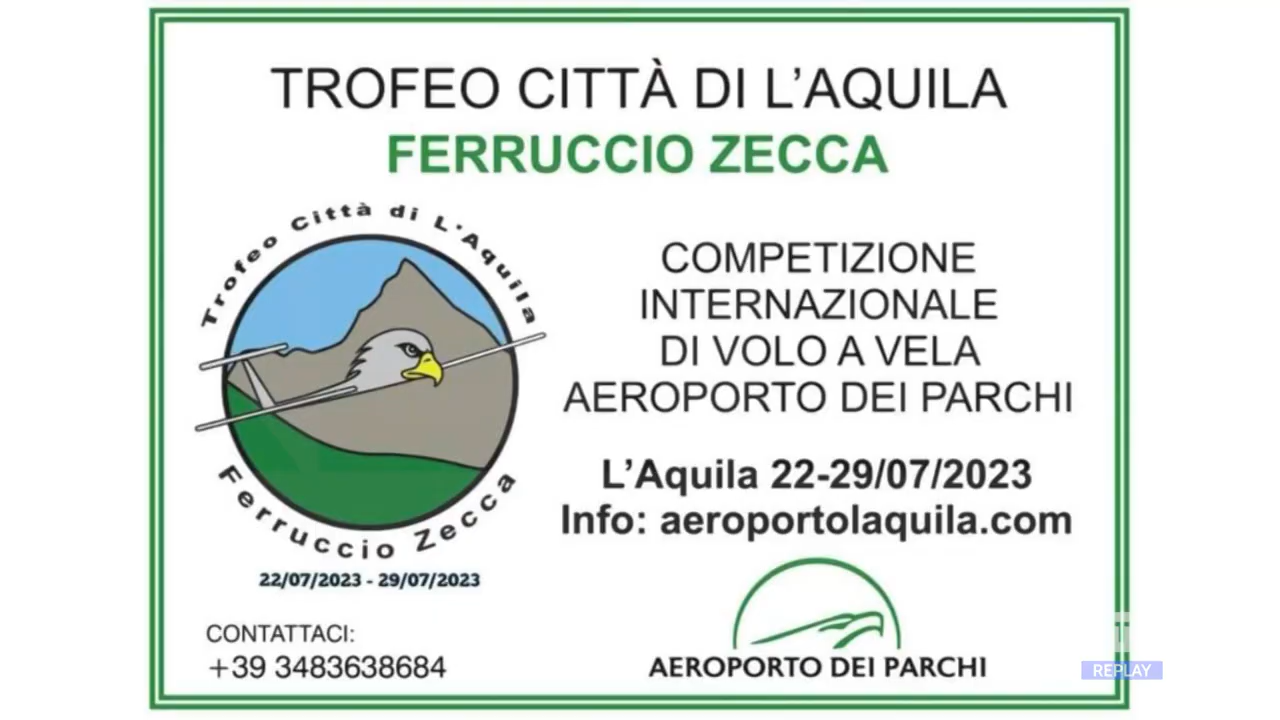 TROFEO CITTÀ DI L'AQUILA
FERRUCCIO ZECCA
Trofeo Città di L'Aquila
Ferruccio Zecca
22/07/2023 - 29/07/2023
COMPETIZIONE
INTERNAZIONALE
DI VOLO A VELA
AEROPORTO DEI PARCHI
L'Aquila 22-29/07/2023
Info: aeroportolaquila.com
CONTATTACI:
+39 3483638684
AEROPORTO DEI PARCHI
REPLAY